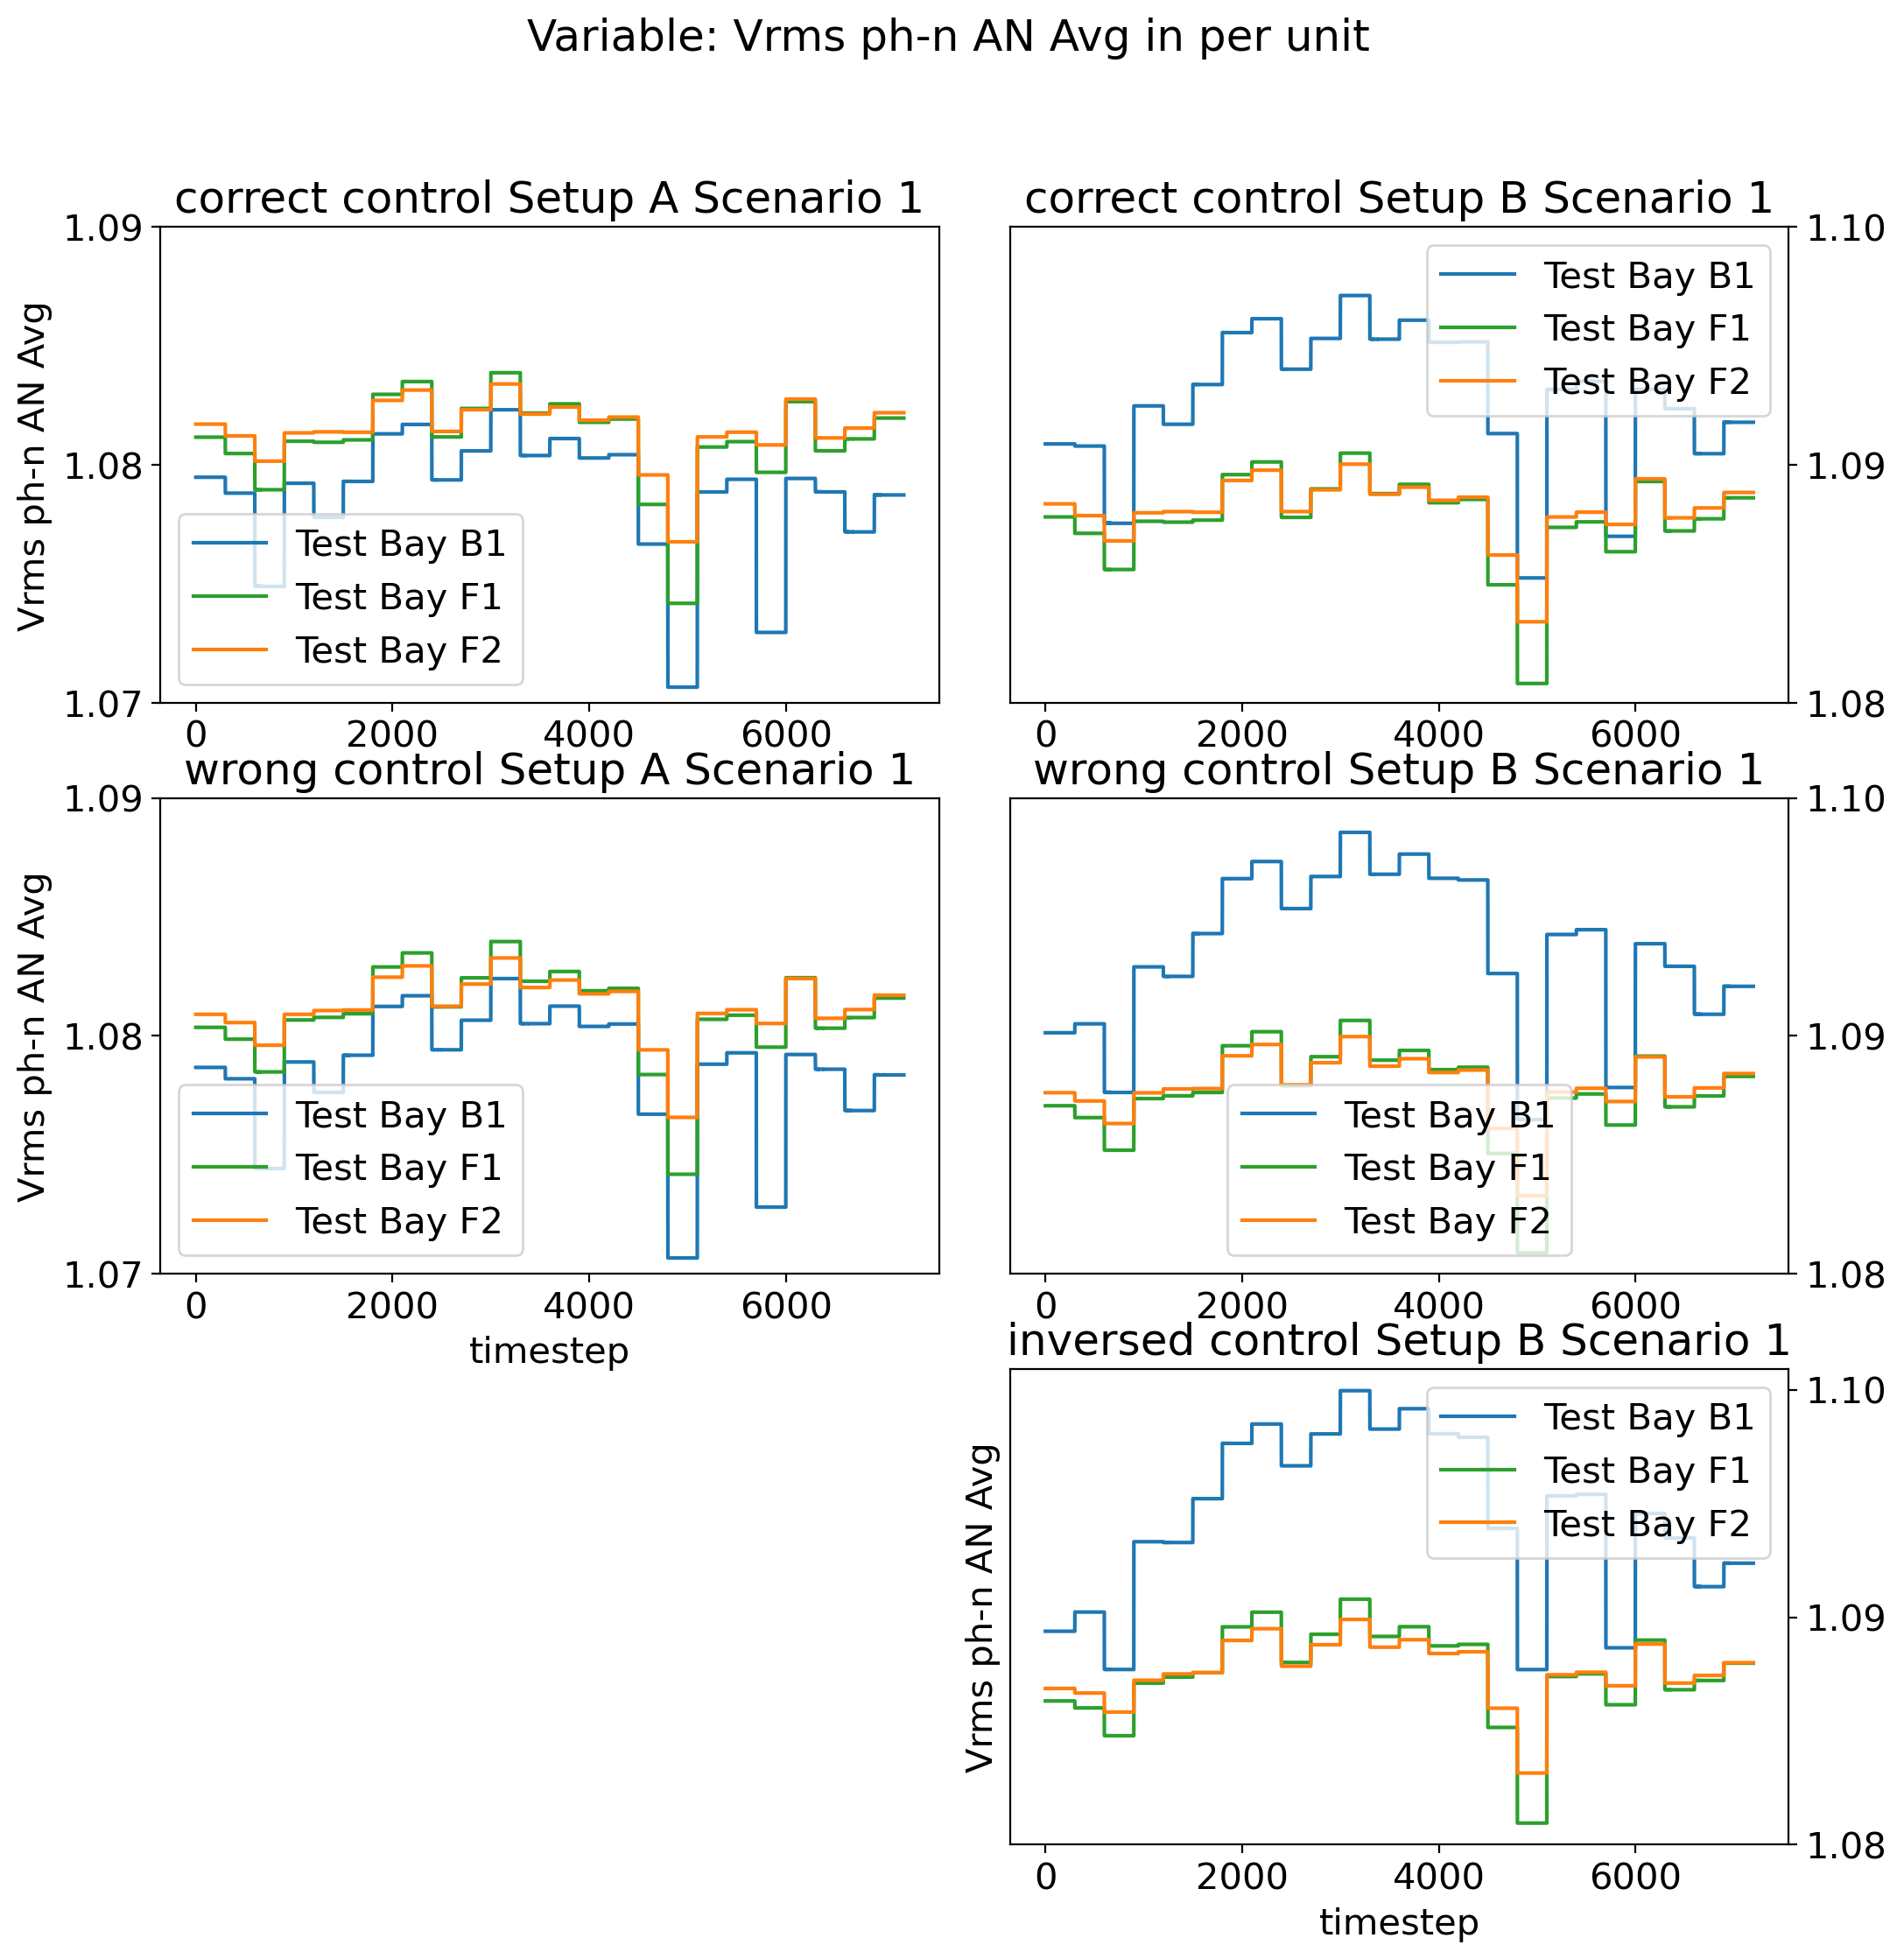 Variable: Vrms ph-n AN Avg in per unit
correct control Setup A Scenario 1
1.09
1.08
1.07
Vrms ph-n AN Avg
Test Bay B1
Test Bay F1
Test Bay F2
0 2000 4000 6000
correct control Setup B Scenario 1
1.10
1.09
1.08
Test Bay B1
Test Bay F1
Test Bay F2
0 2000 4000 6000
wrong control Setup A Scenario 1
1.09
1.08
1.07
Vrms ph-n AN Avg
Test Bay B1
Test Bay F1
Test Bay F2
0 2000 4000 6000
timestep
wrong control Setup B Scenario 1
1.10
1.09
1.08
Test Bay B1
Test Bay F1
Test Bay F2
0 2000 4000 6000
inversed control Setup B Scenario 1
1.10
1.09
1.08
Vrms ph-n AN Avg
Test Bay B1
Test Bay F1
Test Bay F2
0 2000 4000 6000
timestep